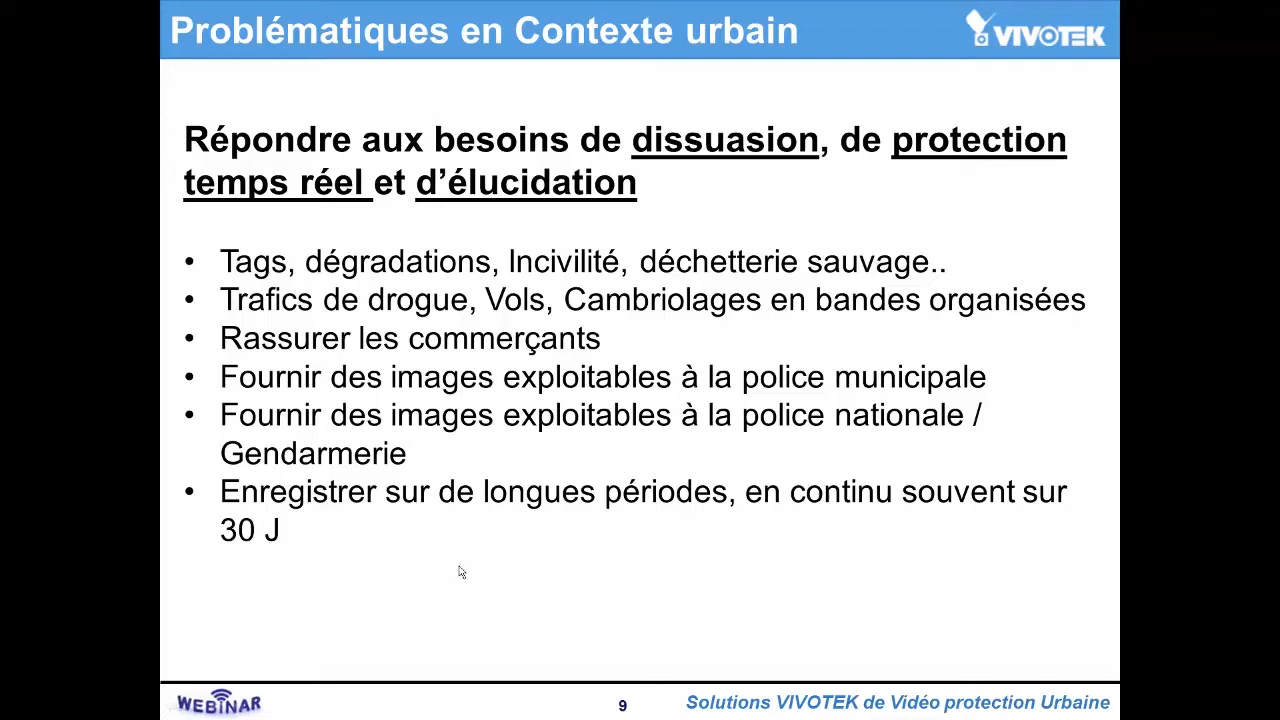 Problématiques en Contexte urbain
VIVOTEK
Répondre aux besoins de dissuasion, de protection
temps réel et d’élucidation
• Tags, dégradations, Incivilité, déchetterie sauvage..
• Trafics de drogue, Vols, Cambriolages en bandes organisées
• Rassurer les commerçants
• Fournir des images exploitables à la police municipale
• Fournir des images exploitables à la police nationale /
Gendarmerie
• Enregistrer sur de longues périodes, en continu souvent sur
30 J
WEBINAR
9
Solutions VIVOTEK de Vidéo protection Urbaine